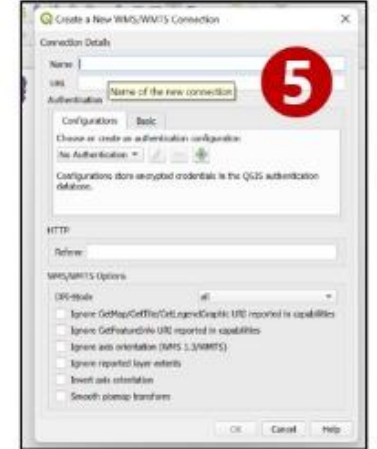 Create a New WMS/WMTS Connection
Connection Details
Name
URL
Name of the new connection
5
Authentication
Configurations Basic
Choose or create an authentication configuration
No Authentication
Configurations store encrypted credentials in the QGIS authentication
database.
HTTP
Referer
WMS/WMTS Options
DPI-Mode all
Ignore GetMap/GetTile/GetLegendGraphic URI reported in capabilities
Ignore GetFeatureInfo URI reported in capabilities
Ignore axis orientation (WMS 1.3/WMTS)
Ignore reported layer extents
Invert axis orientation
Smooth pixmap transforms
OK Cancel Help